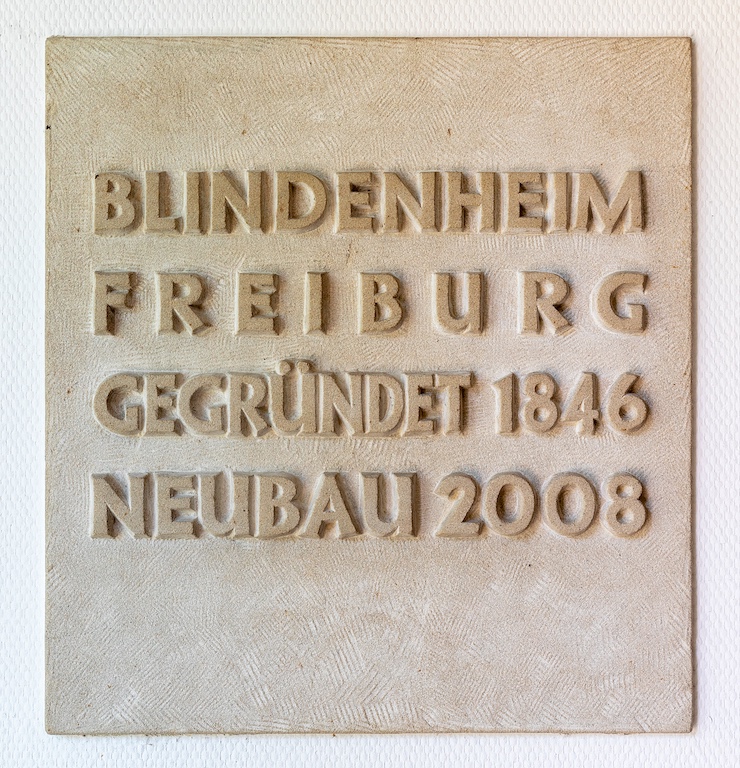 BLINDENHEIM
FREIBURG
GEGRÜNDET 1846
NEUBAU 2008